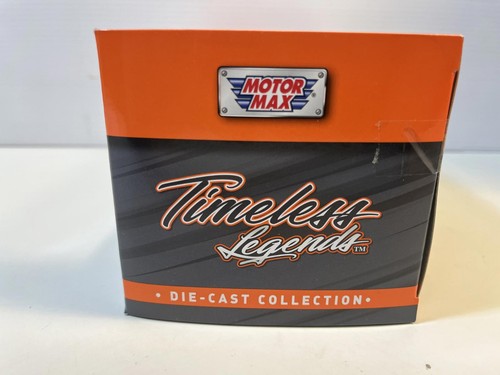 MOTOR
MAX®
Timeless
Legends™
• DIE-CAST COLLECTION •